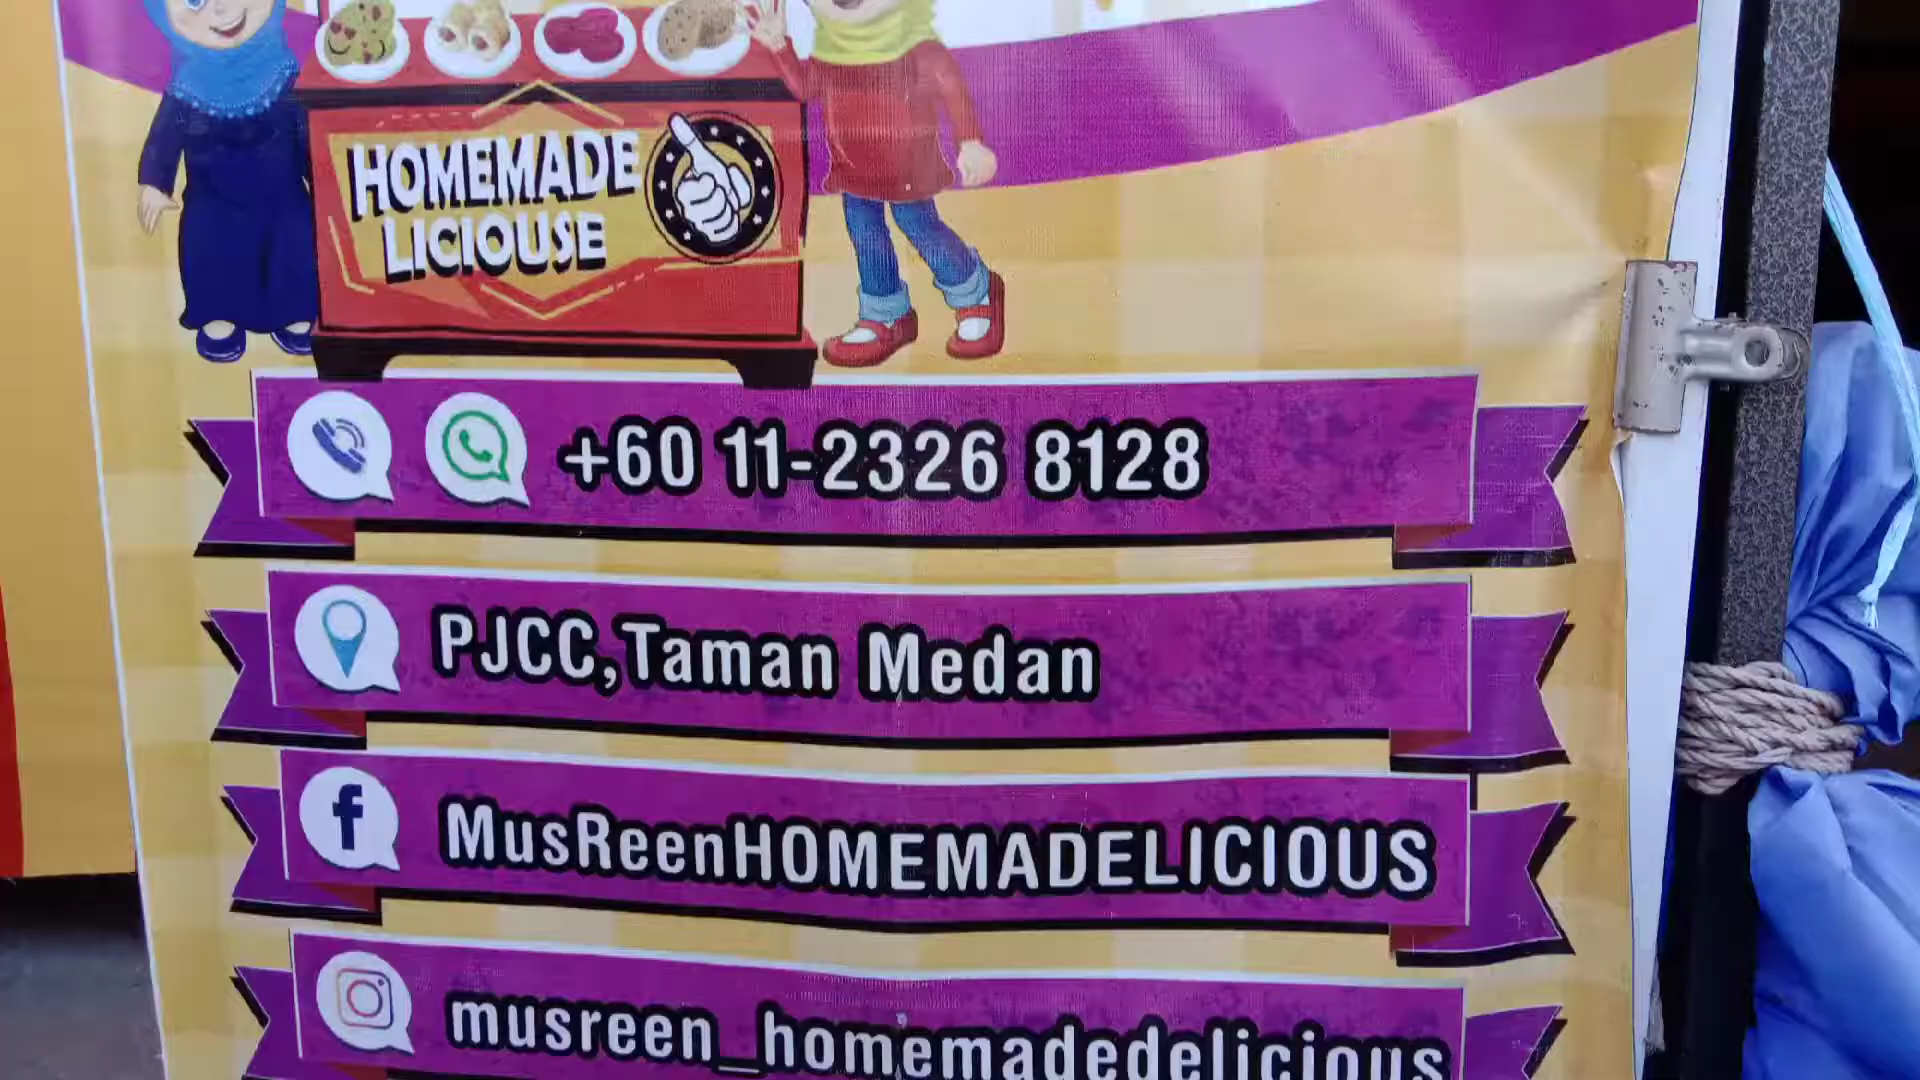 HOMEMADE
LICIOUSE
+60 11-2326 8128
PJCC,Taman Medan
MusReenHOMEMADELICIOUS
musreen_homemadedelicious